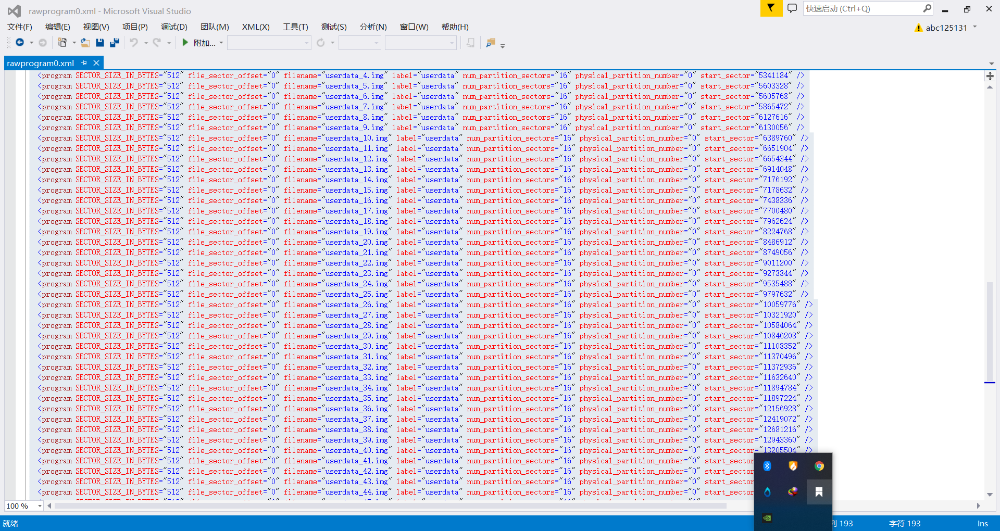 rawprogram0.xml - Microsoft Visual Studio
快速启动 (Ctrl+Q)
文件(F) 编辑(E) 视图(V) 项目(P) 调试(D) 团队(M) XML(X) 工具(T) 测试(S) 分析(N) 窗口(W) 帮助(H)
abc125131
附加...
rawprogram0.xml
<program SECTOR_SIZE_IN_BYTES="512" file_sector_offset="0" filename="userdata_4.img" label="userdata" num_partition_sectors="16" physical_partition_number="0" start_sector="5341184" />
<program SECTOR_SIZE_IN_BYTES="512" file_sector_offset="0" filename="userdata_5.img" label="userdata" num_partition_sectors="16" physical_partition_number="0" start_sector="5603328" />
<program SECTOR_SIZE_IN_BYTES="512" file_sector_offset="0" filename="userdata_6.img" label="userdata" num_partition_sectors="16" physical_partition_number="0" start_sector="5605768" />
<program SECTOR_SIZE_IN_BYTES="512" file_sector_offset="0" filename="userdata_7.img" label="userdata" num_partition_sectors="16" physical_partition_number="0" start_sector="5865472" />
<program SECTOR_SIZE_IN_BYTES="512" file_sector_offset="0" filename="userdata_8.img" label="userdata" num_partition_sectors="16" physical_partition_number="0" start_sector="6127616" />
<program SECTOR_SIZE_IN_BYTES="512" file_sector_offset="0" filename="userdata_9.img" label="userdata" num_partition_sectors="16" physical_partition_number="0" start_sector="6130056" />
<program SECTOR_SIZE_IN_BYTES="512" file_sector_offset="0" filename="userdata_10.img" label="userdata" num_partition_sectors="16" physical_partition_number="0" start_sector="6389760" />
<program SECTOR_SIZE_IN_BYTES="512" file_sector_offset="0" filename="userdata_11.img" label="userdata" num_partition_sectors="16" physical_partition_number="0" start_sector="6651904" />
<program SECTOR_SIZE_IN_BYTES="512" file_sector_offset="0" filename="userdata_12.img" label="userdata" num_partition_sectors="16" physical_partition_number="0" start_sector="6654344" />
<program SECTOR_SIZE_IN_BYTES="512" file_sector_offset="0" filename="userdata_13.img" label="userdata" num_partition_sectors="16" physical_partition_number="0" start_sector="6914048" />
<program SECTOR_SIZE_IN_BYTES="512" file_sector_offset="0" filename="userdata_14.img" label="userdata" num_partition_sectors="16" physical_partition_number="0" start_sector="7176192" />
<program SECTOR_SIZE_IN_BYTES="512" file_sector_offset="0" filename="userdata_15.img" label="userdata" num_partition_sectors="16" physical_partition_number="0" start_sector="7178632" />
<program SECTOR_SIZE_IN_BYTES="512" file_sector_offset="0" filename="userdata_16.img" label="userdata" num_partition_sectors="16" physical_partition_number="0" start_sector="7438336" />
<program SECTOR_SIZE_IN_BYTES="512" file_sector_offset="0" filename="userdata_17.img" label="userdata" num_partition_sectors="16" physical_partition_number="0" start_sector="7700480" />
<program SECTOR_SIZE_IN_BYTES="512" file_sector_offset="0" filename="userdata_18.img" label="userdata" num_partition_sectors="16" physical_partition_number="0" start_sector="7962624" />
<program SECTOR_SIZE_IN_BYTES="512" file_sector_offset="0" filename="userdata_19.img" label="userdata" num_partition_sectors="16" physical_partition_number="0" start_sector="8224768" />
<program SECTOR_SIZE_IN_BYTES="512" file_sector_offset="0" filename="userdata_20.img" label="userdata" num_partition_sectors="16" physical_partition_number="0" start_sector="8486912" />
<program SECTOR_SIZE_IN_BYTES="512" file_sector_offset="0" filename="userdata_21.img" label="userdata" num_partition_sectors="16" physical_partition_number="0" start_sector="8749056" />
<program SECTOR_SIZE_IN_BYTES="512" file_sector_offset="0" filename="userdata_22.img" label="userdata" num_partition_sectors="16" physical_partition_number="0" start_sector="9011200" />
<program SECTOR_SIZE_IN_BYTES="512" file_sector_offset="0" filename="userdata_23.img" label="userdata" num_partition_sectors="16" physical_partition_number="0" start_sector="9273344" />
<program SECTOR_SIZE_IN_BYTES="512" file_sector_offset="0" filename="userdata_24.img" label="userdata" num_partition_sectors="16" physical_partition_number="0" start_sector="9535488" />
<program SECTOR_SIZE_IN_BYTES="512" file_sector_offset="0" filename="userdata_25.img" label="userdata" num_partition_sectors="16" physical_partition_number="0" start_sector="9797632" />
<program SECTOR_SIZE_IN_BYTES="512" file_sector_offset="0" filename="userdata_26.img" label="userdata" num_partition_sectors="16" physical_partition_number="0" start_sector="10059776" />
<program SECTOR_SIZE_IN_BYTES="512" file_sector_offset="0" filename="userdata_27.img" label="userdata" num_partition_sectors="16" physical_partition_number="0" start_sector="10321920" />
<program SECTOR_SIZE_IN_BYTES="512" file_sector_offset="0" filename="userdata_28.img" label="userdata" num_partition_sectors="16" physical_partition_number="0" start_sector="10584064" />
<program SECTOR_SIZE_IN_BYTES="512" file_sector_offset="0" filename="userdata_29.img" label="userdata" num_partition_sectors="16" physical_partition_number="0" start_sector="10846208" />
<program SECTOR_SIZE_IN_BYTES="512" file_sector_offset="0" filename="userdata_30.img" label="userdata" num_partition_sectors="16" physical_partition_number="0" start_sector="11108352" />
<program SECTOR_SIZE_IN_BYTES="512" file_sector_offset="0" filename="userdata_31.img" label="userdata" num_partition_sectors="16" physical_partition_number="0" start_sector="11370496" />
<program SECTOR_SIZE_IN_BYTES="512" file_sector_offset="0" filename="userdata_32.img" label="userdata" num_partition_sectors="16" physical_partition_number="0" start_sector="11372936" />
<program SECTOR_SIZE_IN_BYTES="512" file_sector_offset="0" filename="userdata_33.img" label="userdata" num_partition_sectors="16" physical_partition_number="0" start_sector="11632640" />
<program SECTOR_SIZE_IN_BYTES="512" file_sector_offset="0" filename="userdata_34.img" label="userdata" num_partition_sectors="16" physical_partition_number="0" start_sector="11894784" />
<program SECTOR_SIZE_IN_BYTES="512" file_sector_offset="0" filename="userdata_35.img" label="userdata" num_partition_sectors="16" physical_partition_number="0" start_sector="11897224" />
<program SECTOR_SIZE_IN_BYTES="512" file_sector_offset="0" filename="userdata_36.img" label="userdata" num_partition_sectors="16" physical_partition_number="0" start_sector="12156928" />
<program SECTOR_SIZE_IN_BYTES="512" file_sector_offset="0" filename="userdata_37.img" label="userdata" num_partition_sectors="16" physical_partition_number="0" start_sector="12419072" />
<program SECTOR_SIZE_IN_BYTES="512" file_sector_offset="0" filename="userdata_38.img" label="userdata" num_partition_sectors="16" physical_partition_number="0" start_sector="12681216" />
<program SECTOR_SIZE_IN_BYTES="512" file_sector_offset="0" filename="userdata_39.img" label="userdata" num_partition_sectors="16" physical_partition_number="0" start_sector="12943360" />
<program SECTOR_SIZE_IN_BYTES="512" file_sector_offset="0" filename="userdata_40.img" label="userdata" num_partition_sectors="16" physical_partition_number="0" start_sector="13205504" />
<program SECTOR_SIZE_IN_BYTES="512" file_sector_offset="0" filename="userdata_41.img" label="userdata" num_partition_sectors="16" physical_partition_number="0" start_sector
<program SECTOR_SIZE_IN_BYTES="512" file_sector_offset="0" filename="userdata_42.img" label="userdata" num_partition_sectors="16" physical_partition_number="0" start_sector
<program SECTOR_SIZE_IN_BYTES="512" file_sector_offset="0" filename="userdata_43.img" label="userdata" num_partition_sectors="16" physical_partition_number="0" start_sector
<program SECTOR_SIZE_IN_BYTES="512" file_sector_offset="0" filename="userdata_44.img" label="userdata" num_partition_sectors="16" physical_partition_number="0" start_sector
100 %
就绪 列 193 字符 193 Ins